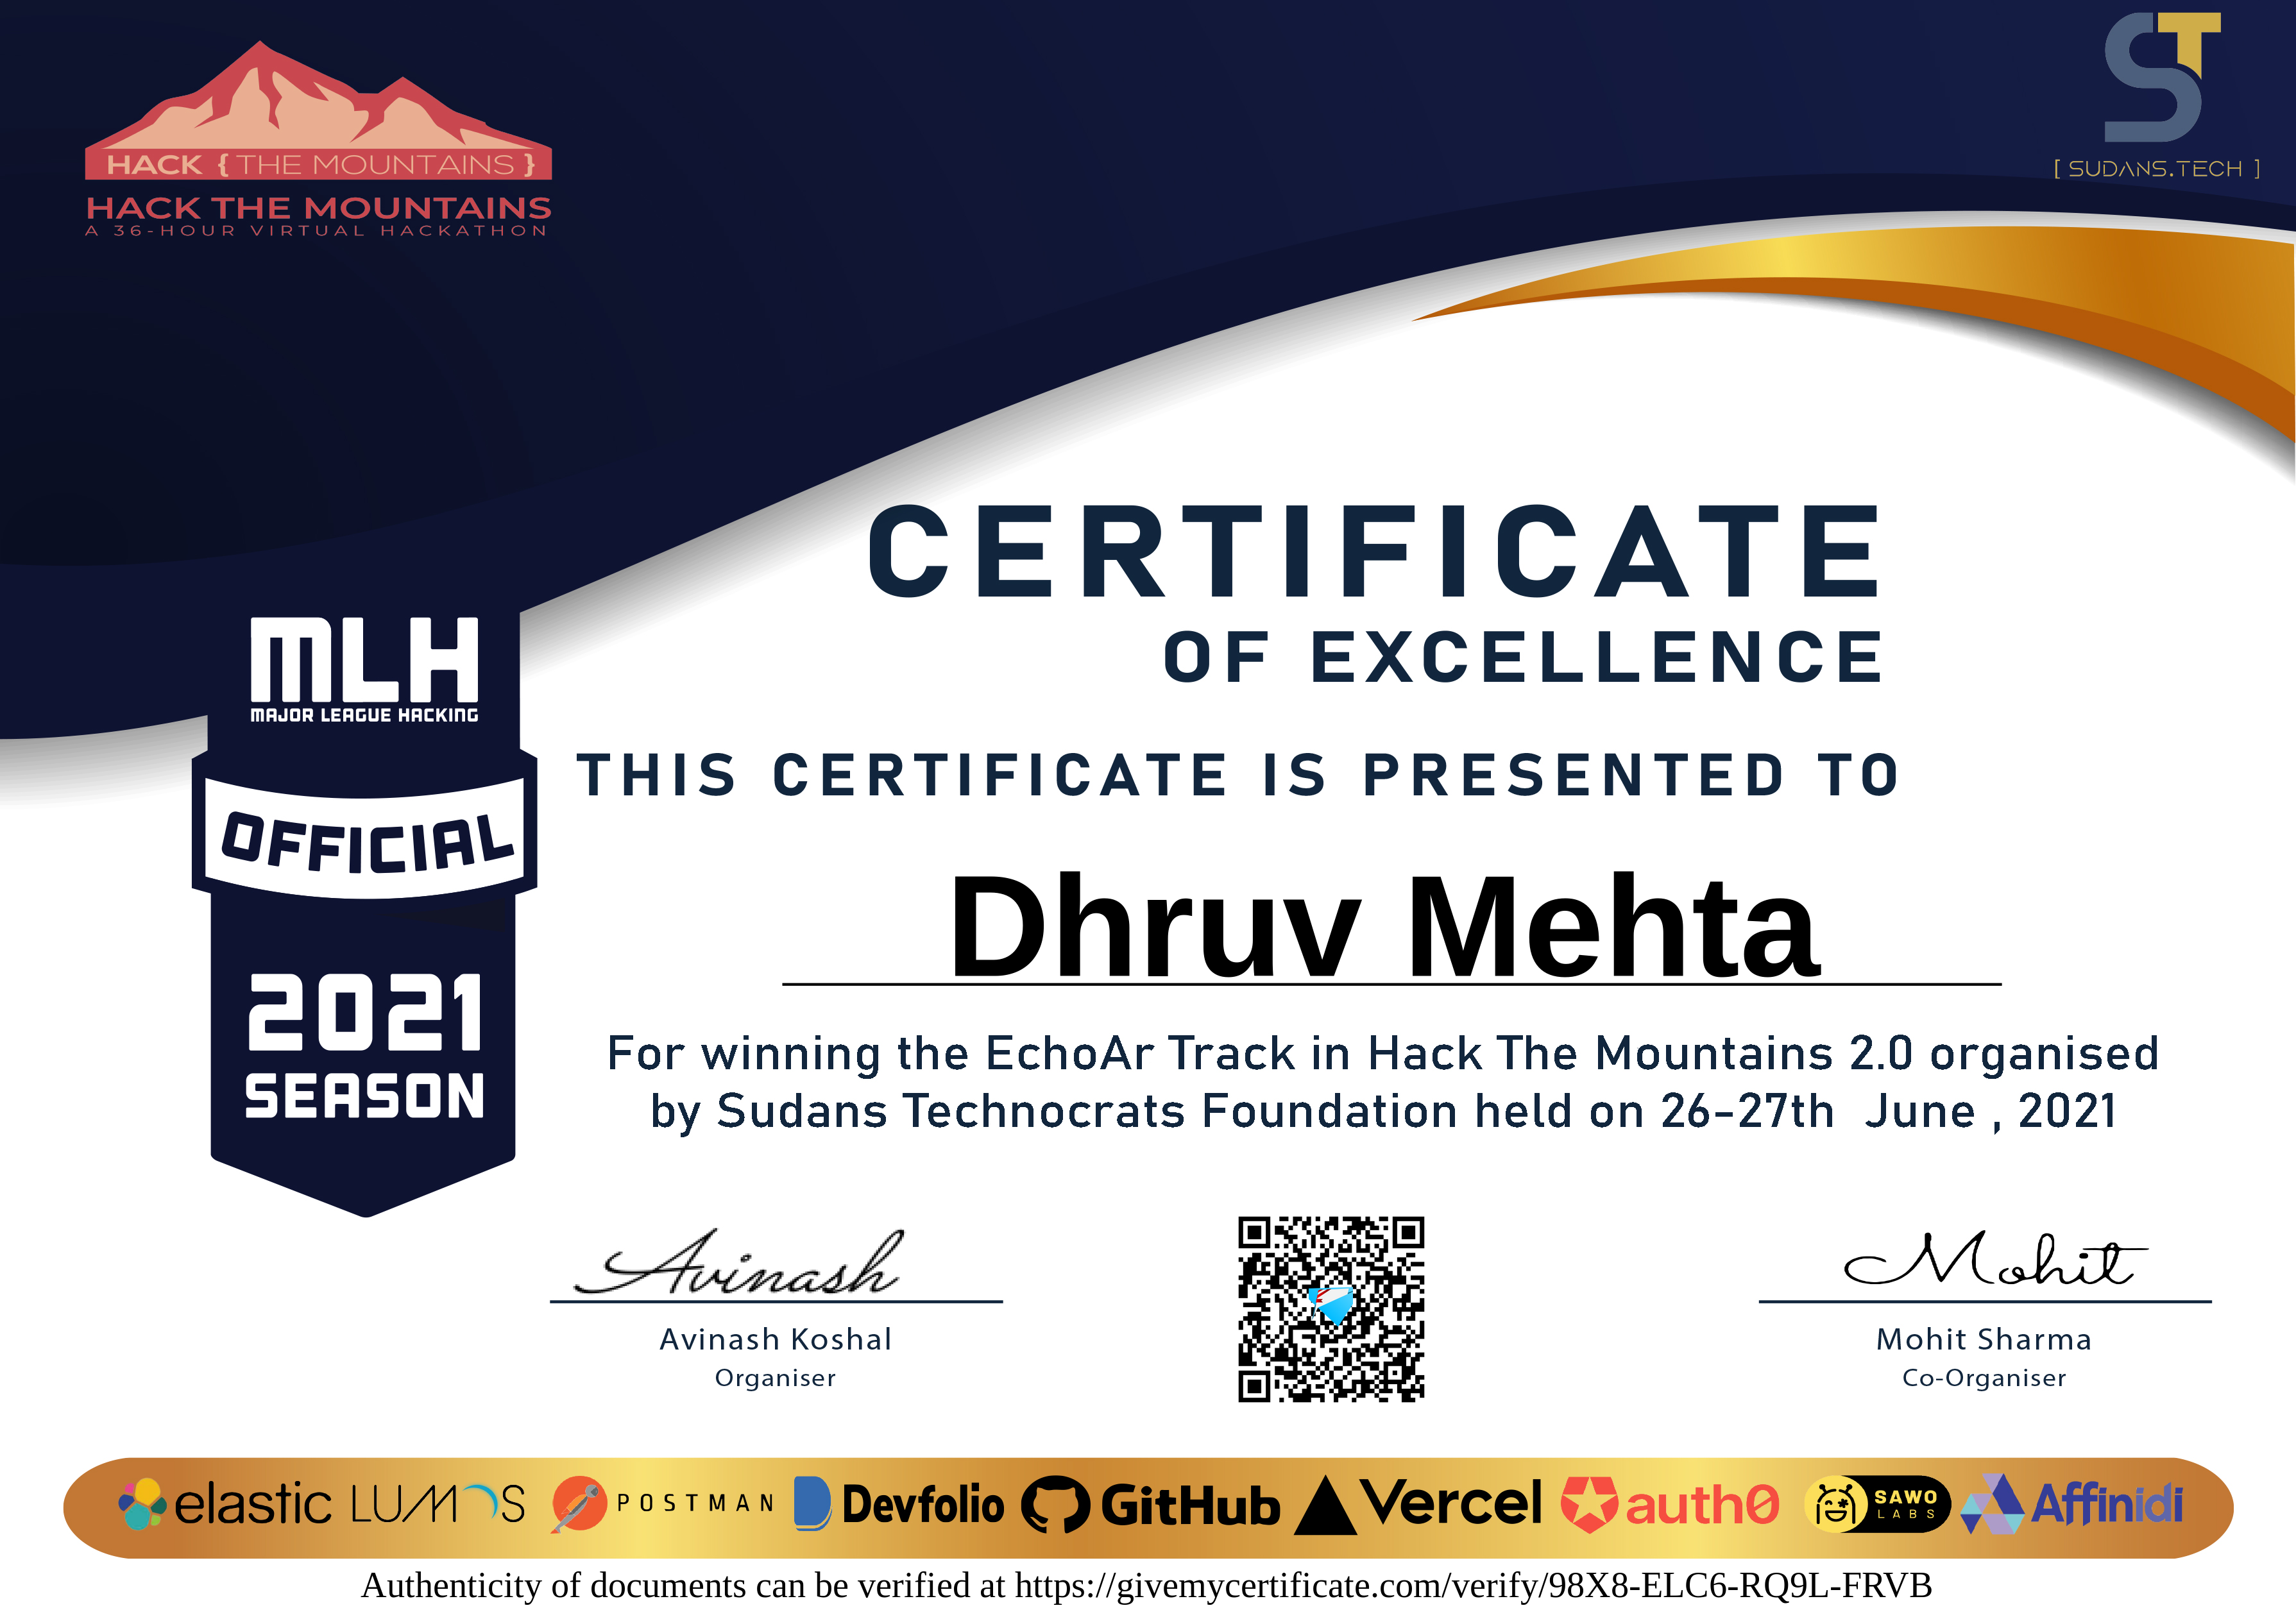 HACK {THE MOUNTAINS}
HACK THE MOUNTAINS
A 36-HOUR VIRTUAL HACKATHON
ST
[ SUDANS.TECH ]
CERTIFICATE
OF EXCELLENCE
MLH
MAJOR LEAGUE HACKING
OFFICIAL
2021
SEASON
THIS CERTIFICATE IS PRESENTED TO
Dhruv Mehta
For winning the EchoAr Track in Hack The Mountains 2.0 organised
by Sudans Technocrats Foundation held on 26-27th June , 2021
Avinash
Avinash Koshal
Organiser
Mohit
Mohit Sharma
Co-Organiser
elastic LUMOS POSTMAN Devfolio GitHub Vercel auth0 SAWO LABS Affinidi
Authenticity of documents can be verified at https://givemycertificate.com/verify/98X8-ELC6-RQ9L-FRVB